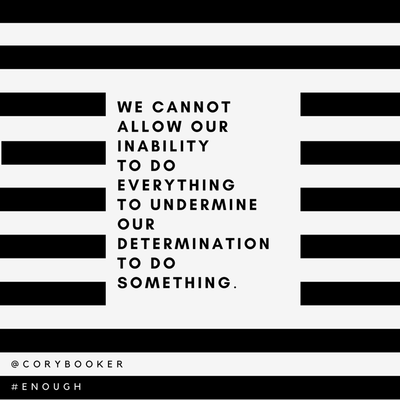 WE CANNOT
ALLOW OUR
INABILITY
TO DO
EVERYTHING
TO UNDERMINE
OUR
DETERMINATION
TO DO
SOMETHING.
@CORYBOOKER
#ENOUGH